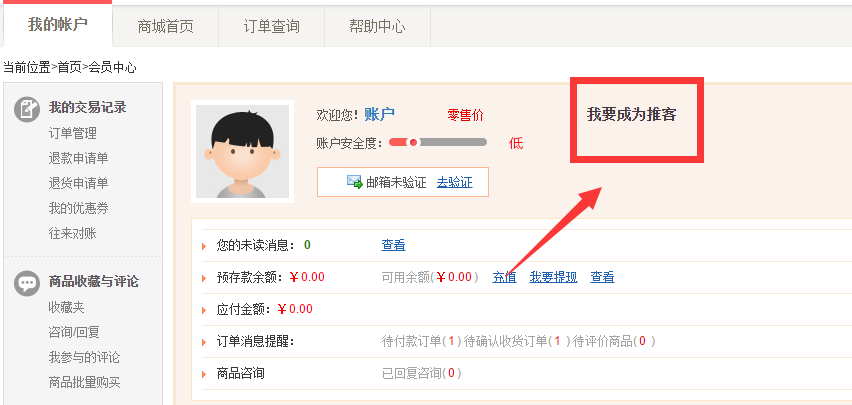 我的帐户 商城首页 订单查询 帮助中心
当前位置>首页>会员中心
我的交易记录
订单管理
退款申请单
退货申请单
我的优惠券
往来对账
商品收藏与评论
收藏夹
咨询/回复
我参与的评论
商品批量购买
欢迎您！账户 零售价
账户安全度： 低
邮箱未验证 去验证
我要成为推客
您的未读消息： 0 查看
预存款余额：￥0.00 可用余额(￥0.00 ) 充值 我要提现 查看
应付金额：￥0.00
订单消息提醒： 待付款订单( 1 ) 待确认收货订单( 1 ) 待评价商品( 0 )
商品咨询 已回复咨询( 0 )